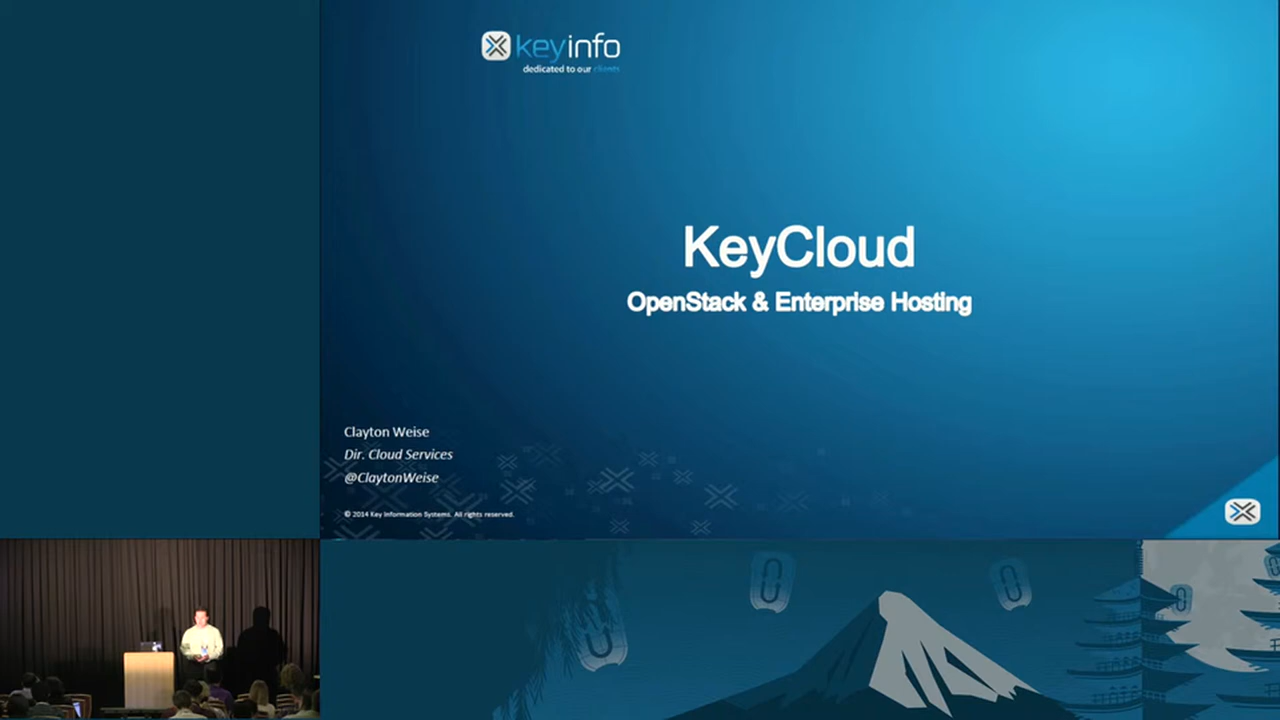 keyinfo
dedicated to our clients
KeyCloud
OpenStack & Enterprise Hosting
Clayton Weise
Dir. Cloud Services
@ClaytonWeise
© 2014 Key Information Systems. All rights reserved.